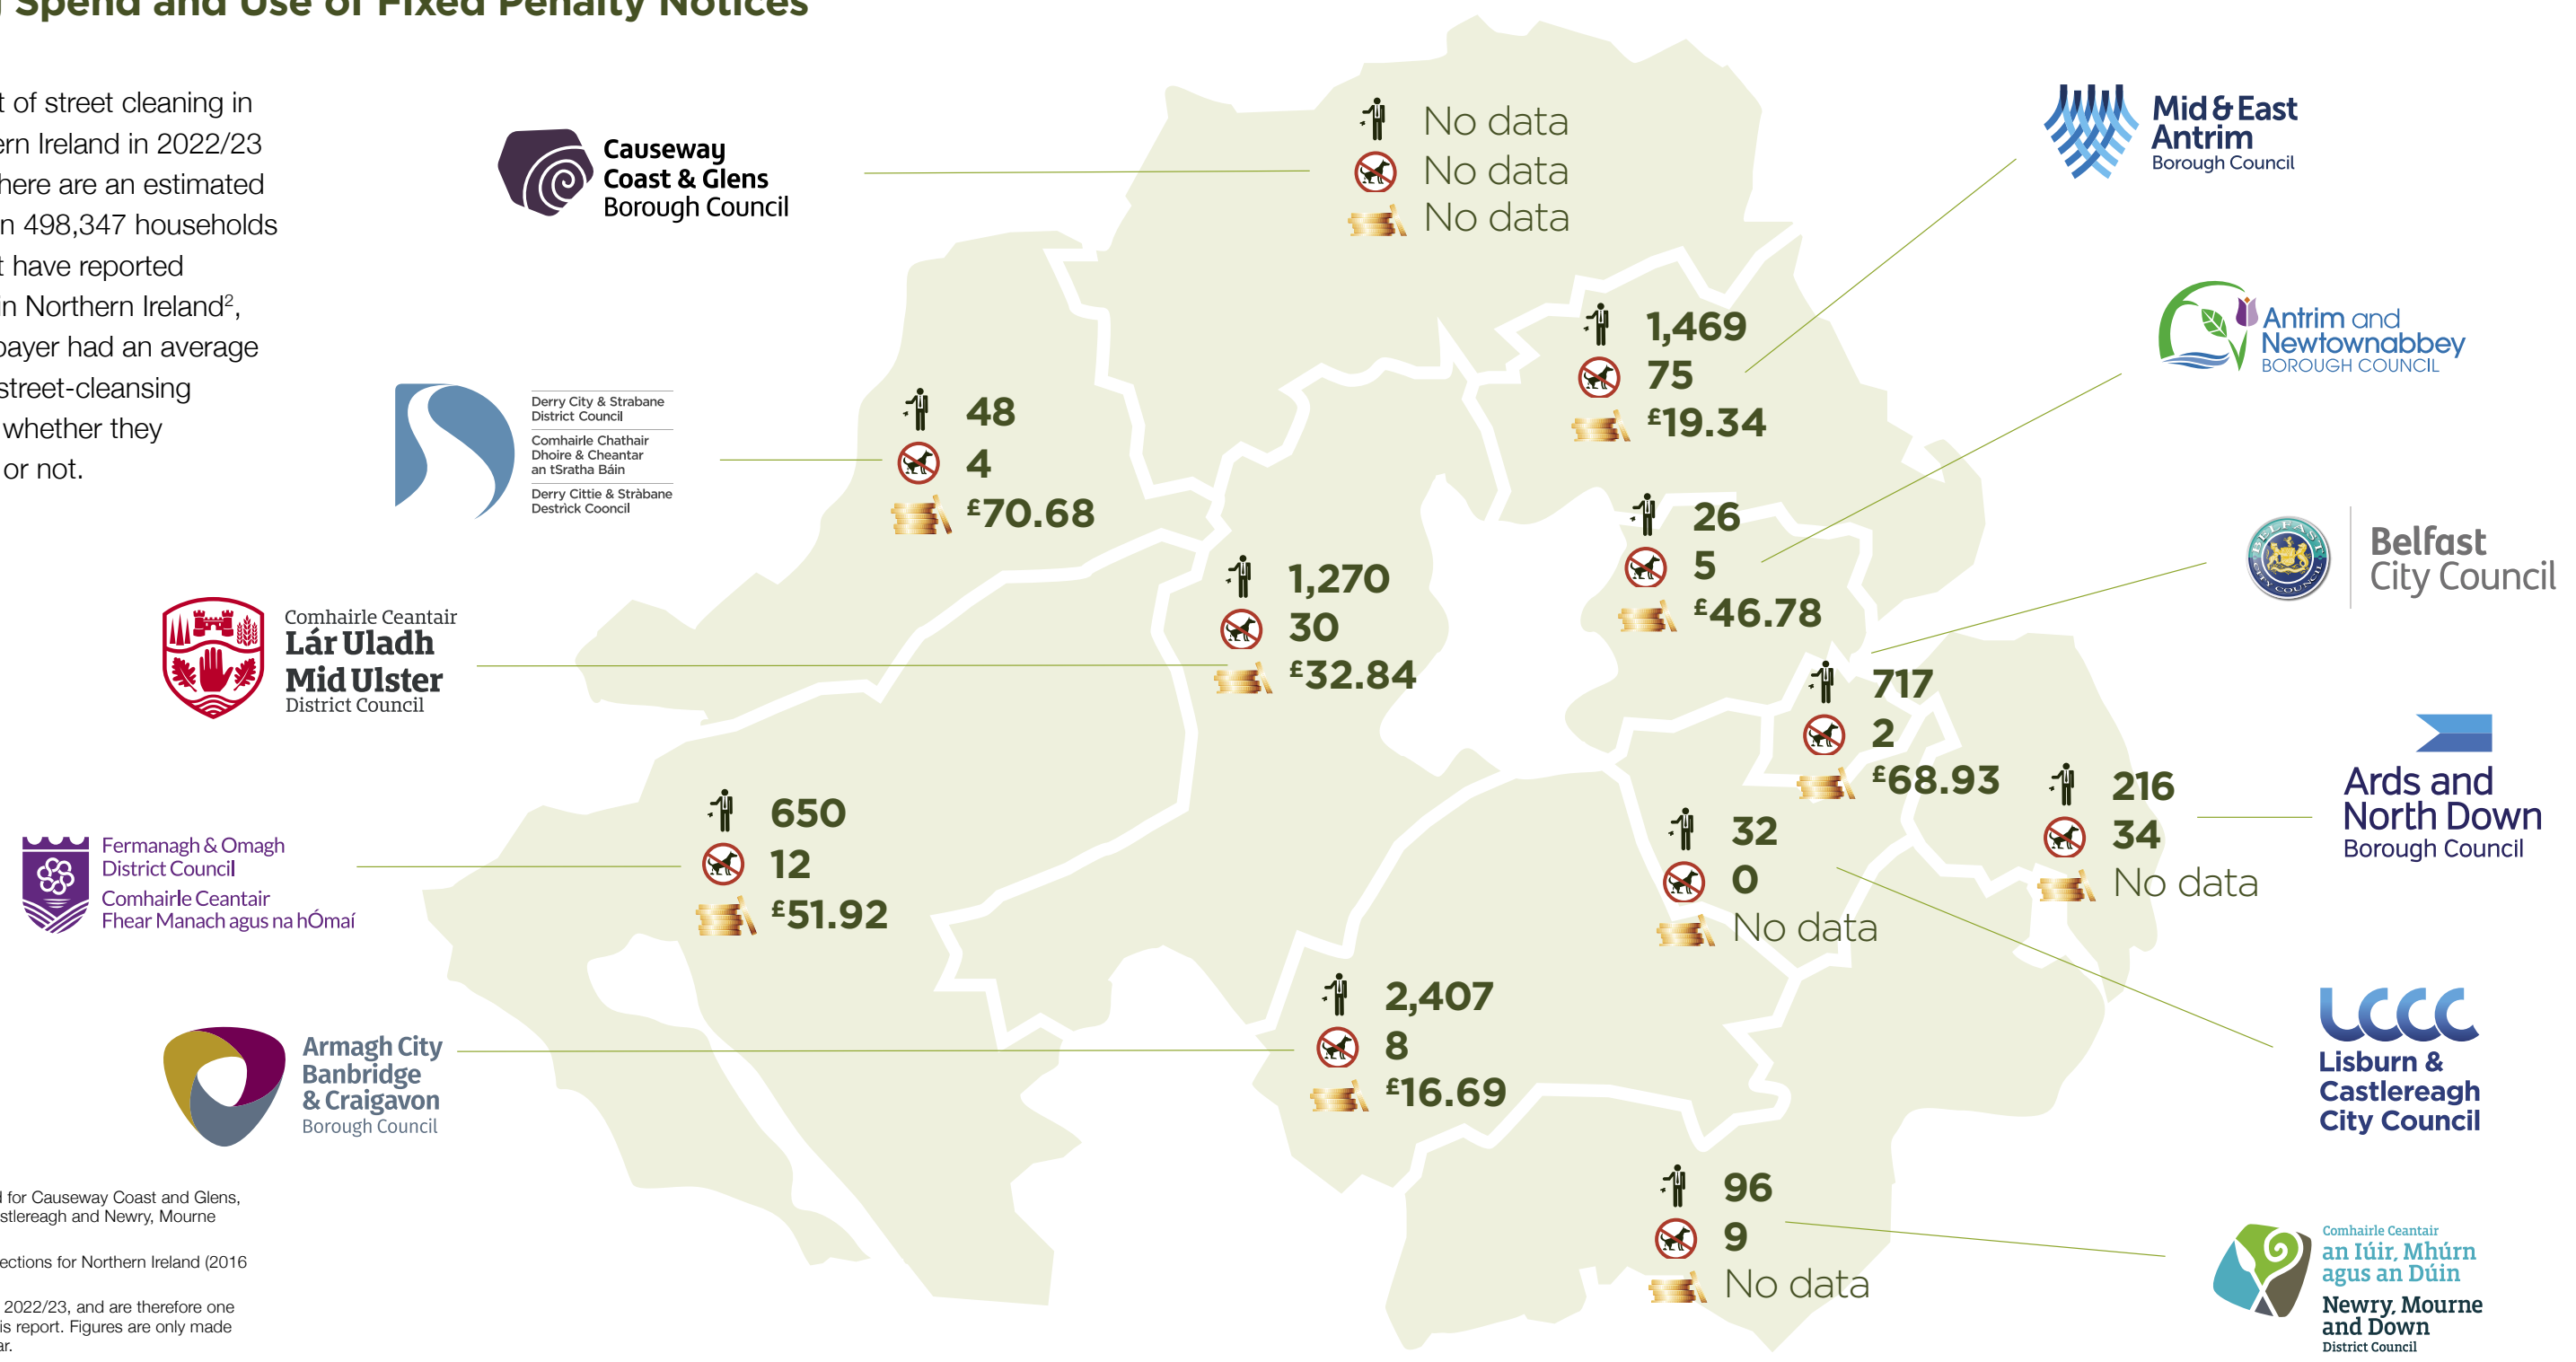 Spend and Use of Fixed Penalty Notices
t of street cleaning in
ern Ireland in 2022/23
here are an estimated
n 498,347 households
t have reported
in Northern Ireland²,
payer had an average
street-cleansing
whether they
or not.
Causeway
Coast & Glens
Borough Council
No data
No data
No data
Mid & East
Antrim
Borough Council
1,469
75
£19.34
Antrim and
Newtownabbey
BOROUGH COUNCIL
26
5
£46.78
Derry City & Strabane
District Council
Comhairle Chathair
Dhoire & Cheantar
an tSratha Báin
Derry Cittie & Stràbane
Destrìck Cooncil
48
4
£70.68
BELFAST
CITY COUNCIL
Belfast
City Council
717
2
£68.93
Comhairle Ceantair
Lár Uladh
Mid Ulster
District Council
1,270
30
£32.84
Ards and
North Down
Borough Council
216
34
No data
Fermanagh & Omagh
District Council
Comhairle Ceantair
Fhear Manach agus na hÓmaí
650
12
£51.92
32
0
No data
LCCC
Lisburn &
Castlereagh
City Council
Armagh City
Banbridge
& Craigavon
Borough Council
2,407
8
£16.69
96
9
No data
Comhairle Ceantair
an Iúir, Mhúrn
agus an Dúin
Newry, Mourne
and Down
District Council
d for Causeway Coast and Glens,
stlereagh and Newry, Mourne
ections for Northern Ireland (2016
2022/23, and are therefore one
is report. Figures are only made
ar.